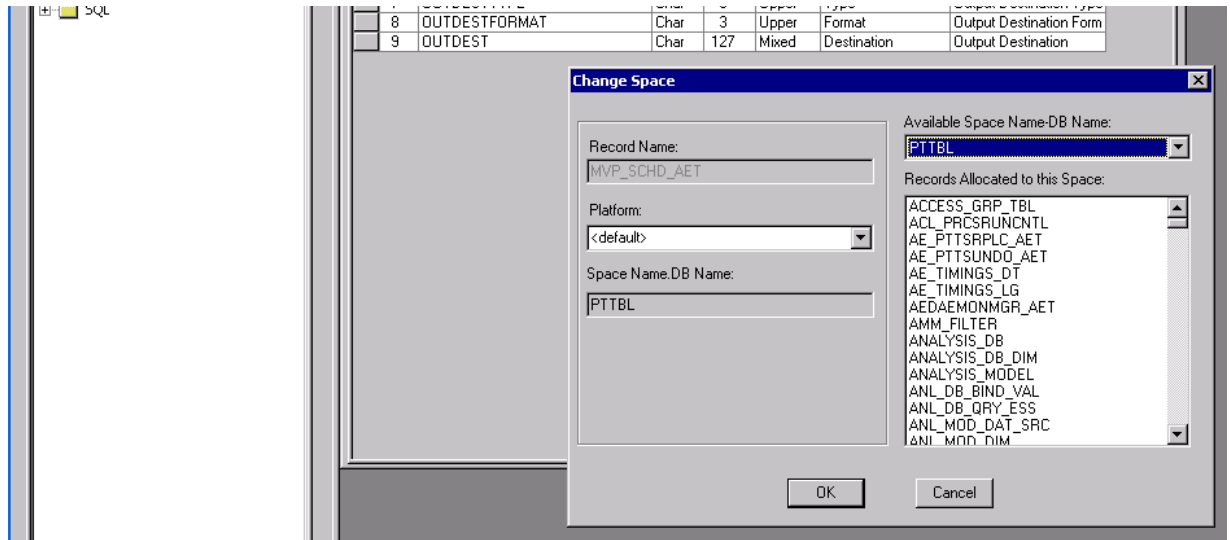 SQL
8 OUTDESTFORMAT Char 3 Upper Format Output Destination Form
9 OUTDEST Char 127 Mixed Destination Output Destination
Change Space
Record Name:
MVP_SCHD_AET
Platform:
<default>
Space Name.DB Name:
PTTBL
Available Space Name-DB Name:
PTTBL
Records Allocated to this Space:
ACCESS_GRP_TBL
ACL_PRCSRUNCNTL
AE_PTTSRPLC_AET
AE_PTTSUNDO_AET
AE_TIMINGS_DT
AE_TIMINGS_LG
AEDAEMONMGR_AET
AMM_FILTER
ANALYSIS_DB
ANALYSIS_DB_DIM
ANALYSIS_MODEL
ANL_DB_BIND_VAL
ANL_DB_QRY_ESS
ANL_MOD_DAT_SRC
ANL_MOD_DIM
OK
Cancel